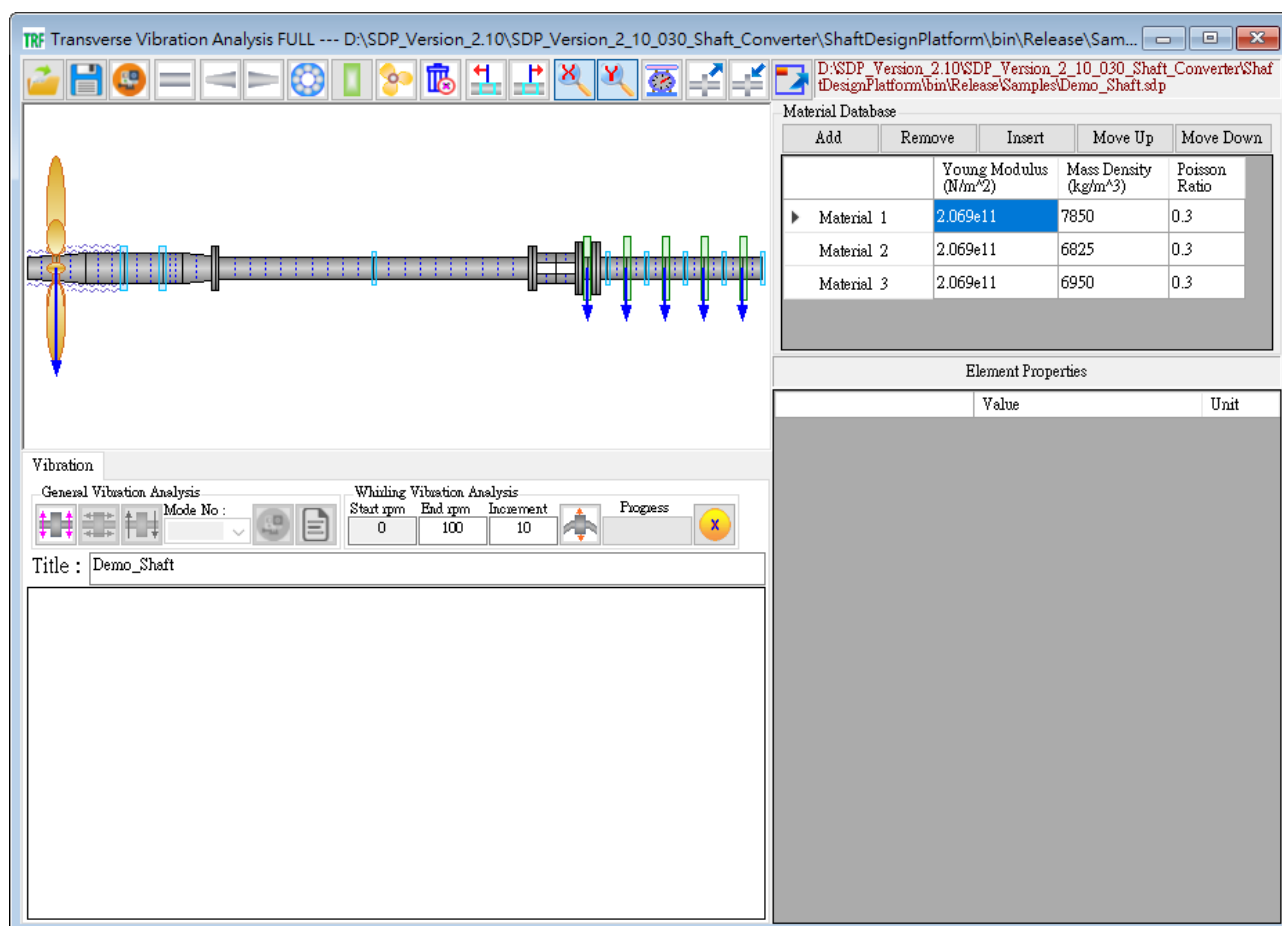 TRF Transverse Vibration Analysis FULL --- D:\SDP_Version_2.10\SDP_Version_2_10_030_Shaft_Converter\ShaftDesignPlatform\bin\Release\Sam...
X Y
D:\SDP_Version_2.10\SDP_Version_2_10_030_Shaft_Converter\Shaf
tDesignPlatform\bin\Release\Samples\Demo_Shaft.sdp
Material Database
Add Remove Insert Move Up Move Down
Young Modulus (N/m^2) Mass Density (kg/m^3) Poisson Ratio
Material 1 2.069e11 7850 0.3
Material 2 2.069e11 6825 0.3
Material 3 2.069e11 6950 0.3
Element Properties
Value Unit
Vibration
General Vibration Analysis
Mode No :
Whirling Vibration Analysis
Start rpm End rpm Increment Progress
0 100 10 X
Title : Demo_Shaft